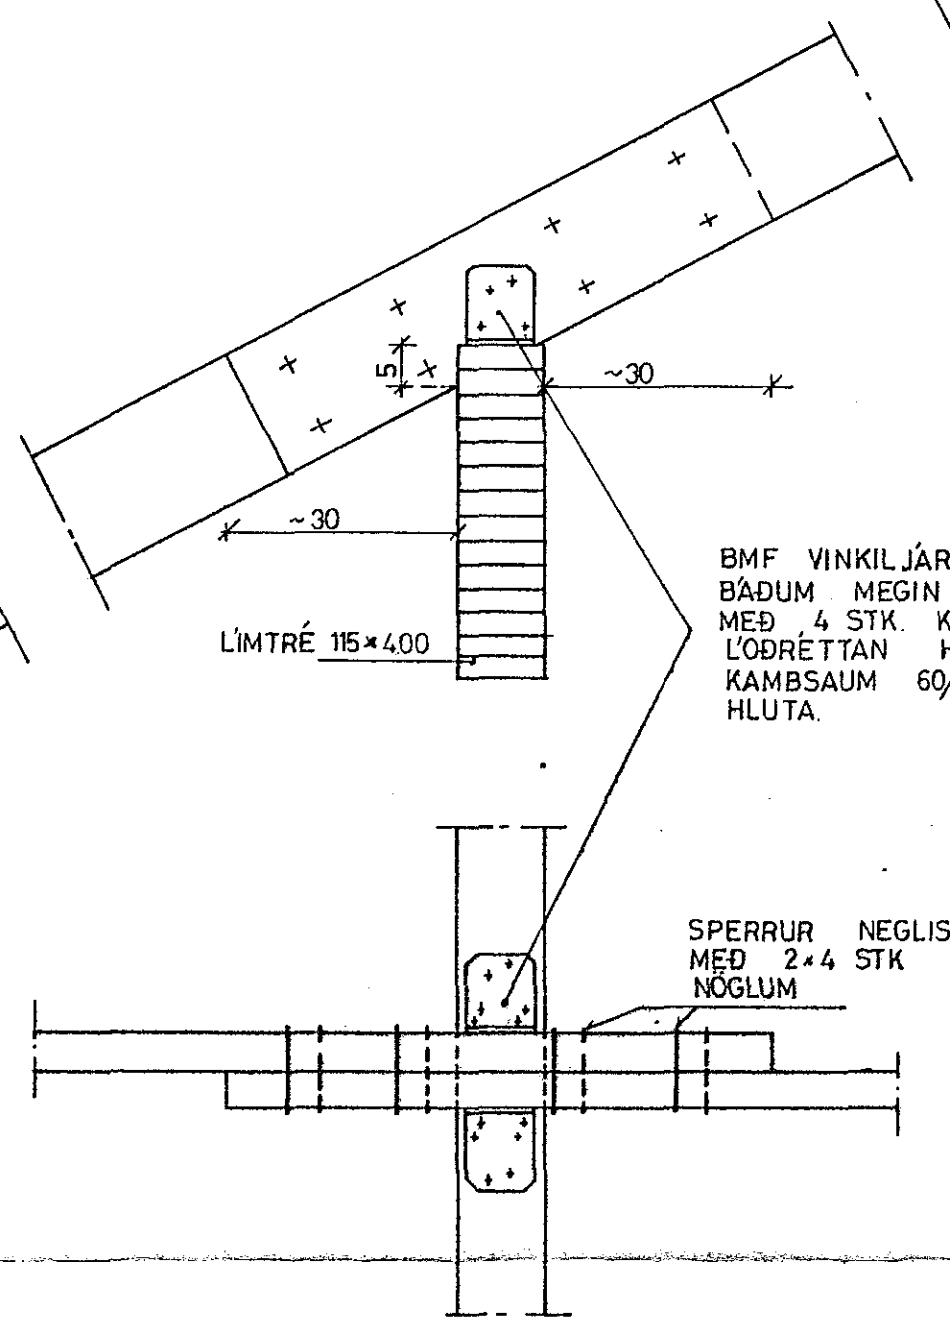 5
~30
~30
LÍMTRÉ 115×400
BMF VINKILJÁR
BÁÐUM MEGIN
MEÐ 4 STK. K
LÓÐRÉTTAN H
KAMBSAUM 60/
HLUTA.
SPERRUR NEGLIS
MEÐ 2×4 STK
NÖGLUM